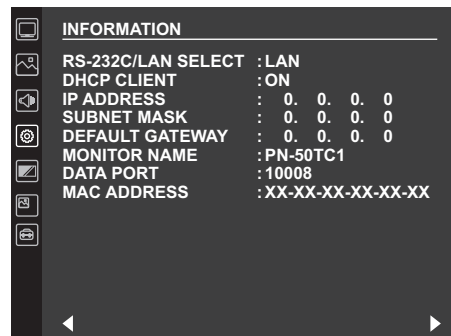 INFORMATION
RS-232C/LAN SELECT : LAN
DHCP CLIENT : ON
IP ADDRESS : 0. 0. 0. 0
SUBNET MASK : 0. 0. 0. 0
DEFAULT GATEWAY : 0. 0. 0. 0
MONITOR NAME : PN-50TC1
DATA PORT : 10008
MAC ADDRESS : XX-XX-XX-XX-XX-XX